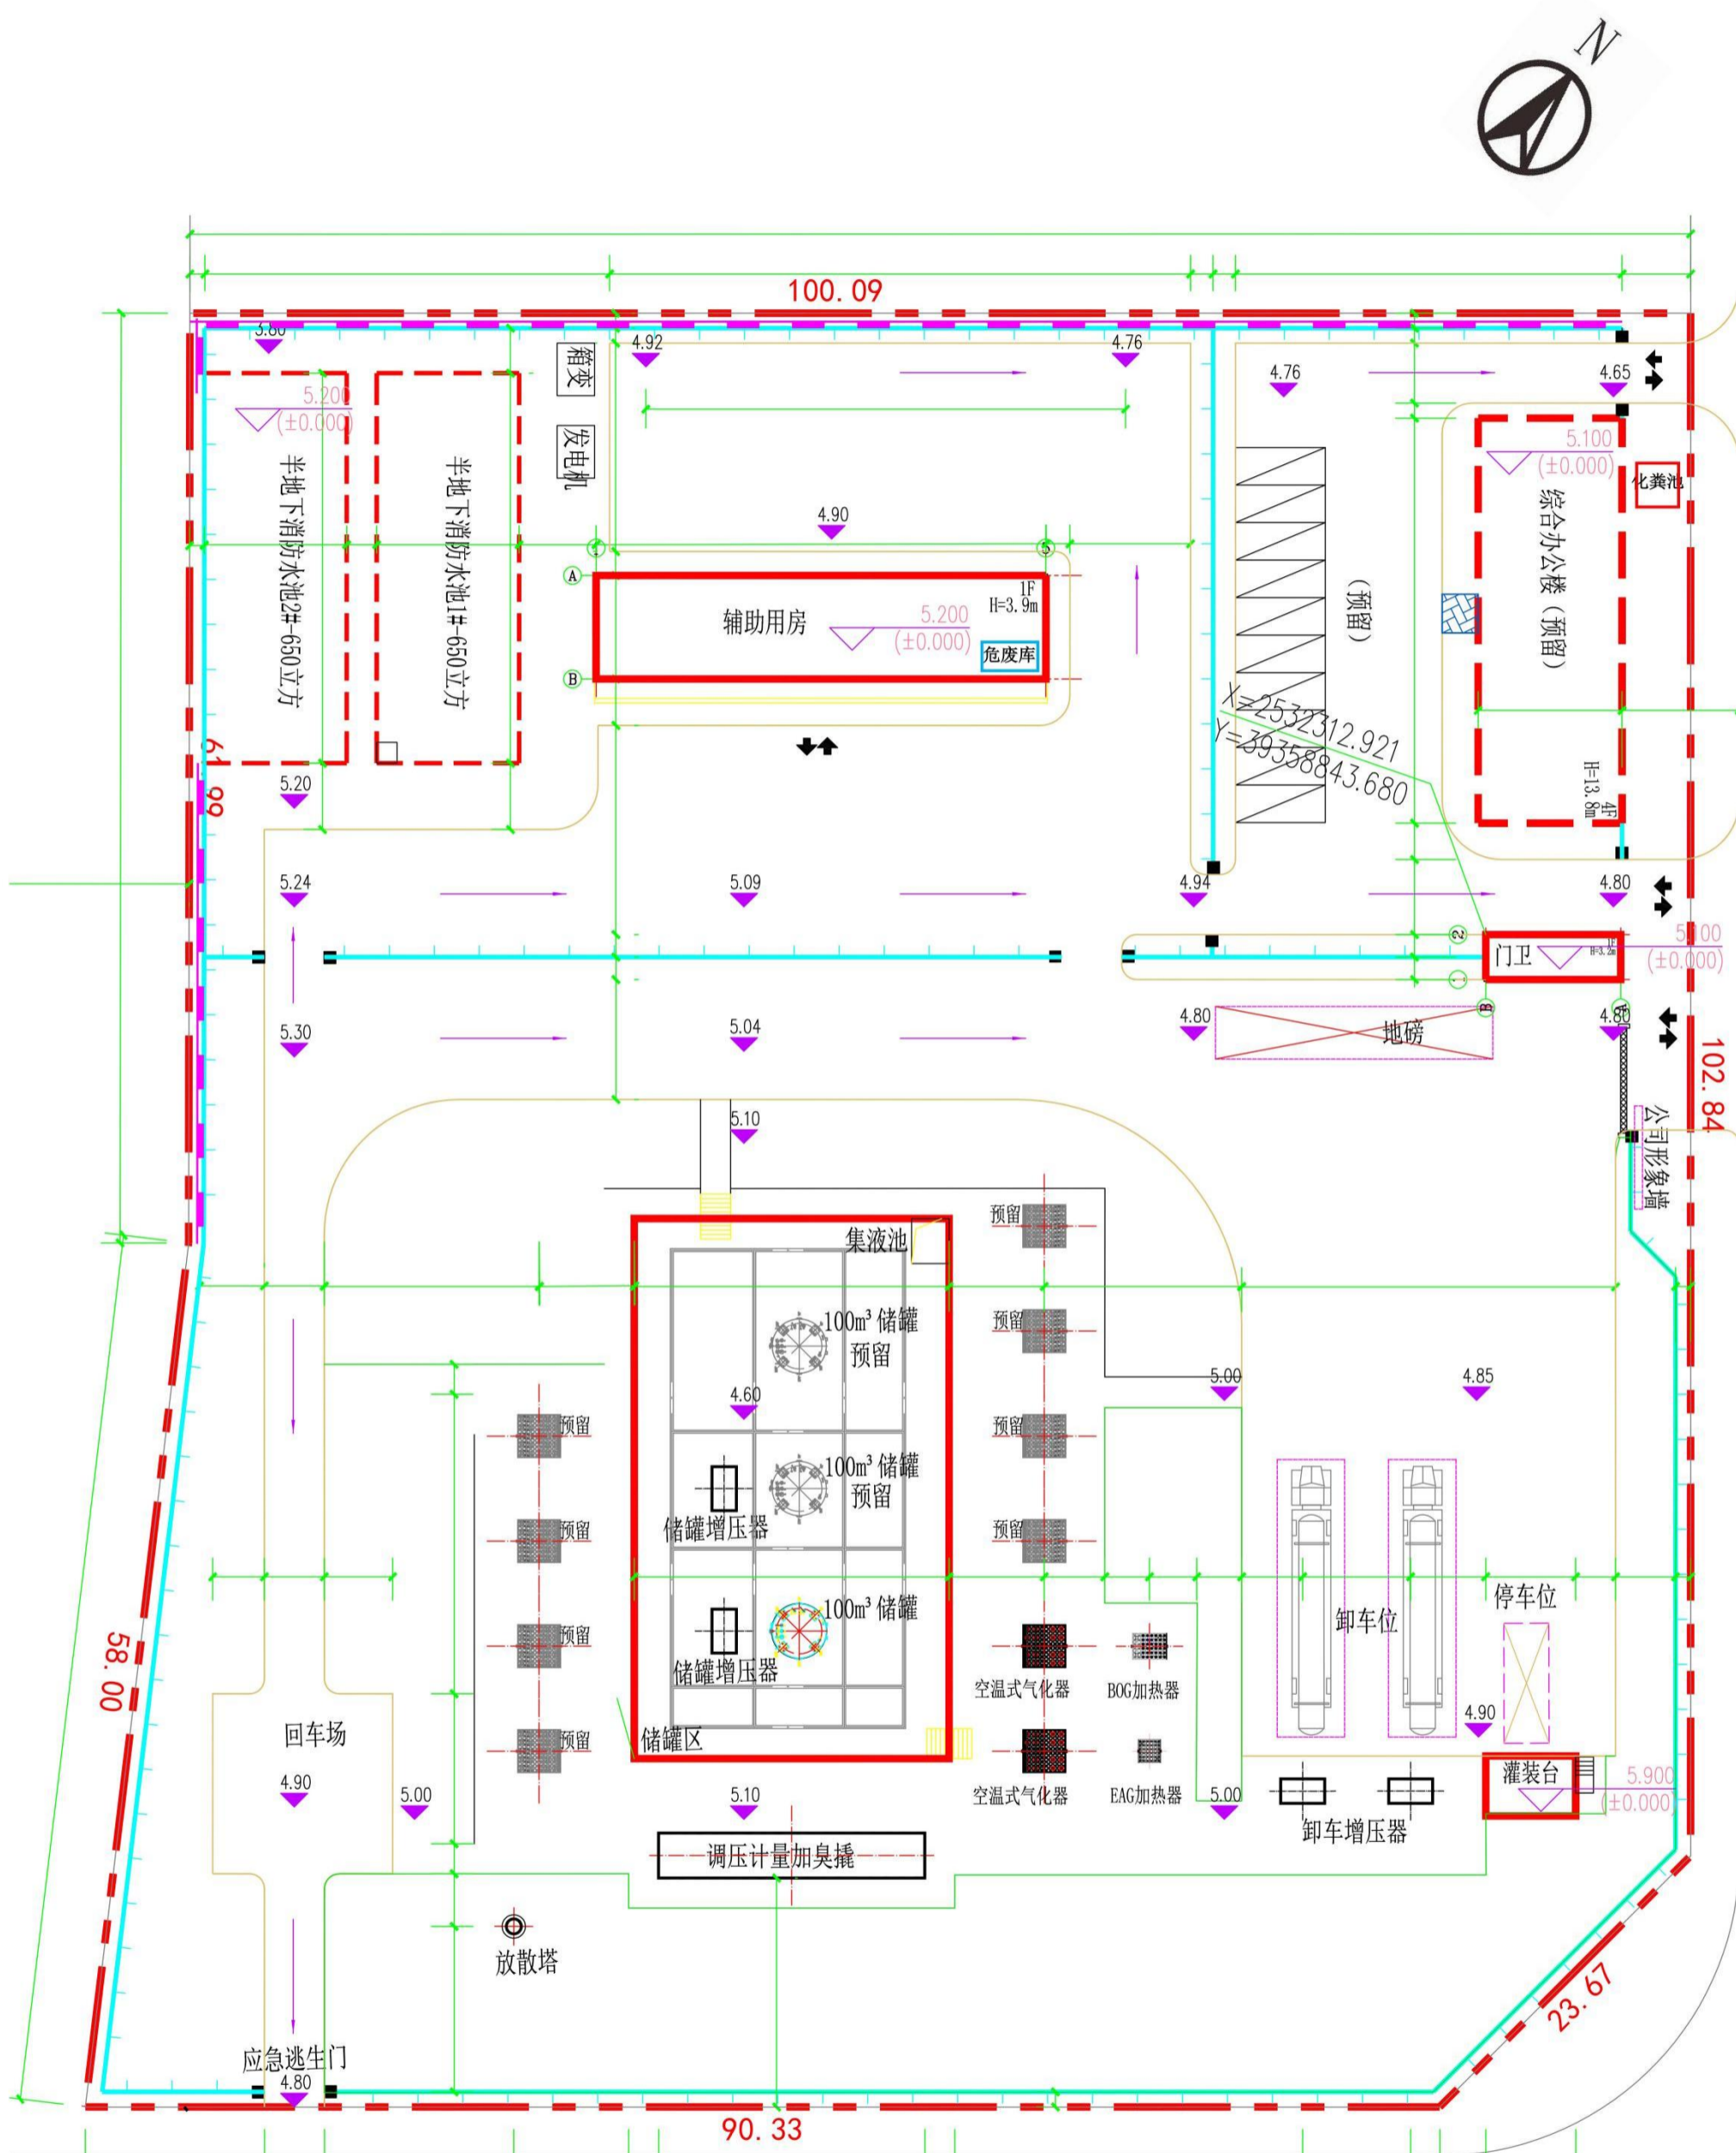 N
100.09
3.80
箱变
4.92
4.76
4.76
4.65
5.200
(±0.000)
5.100
(±0.000)
化粪池
发电机
半地下消防水池2#-650立方
半地下消防水池1#-650立方
综合办公楼（预留）
4F
H=13.8m
4.90
5
A
B
辅助用房
1F
H=3.9m
5.200
(±0.000)
危废库
（预留）
X=2532312.921
Y=39358843.680
5.20
5.24
5.09
4.94
4.80
2
门卫
1F
H=3.2m
5.100
(±0.000)
B
A
5.30
5.04
4.80
地磅
4.80
102.84
公司形象墙
5.10
集液池
预留
100m³ 储罐
预留
预留
4.60
5.00
4.85
预留
预留
100m³ 储罐
预留
储罐增压器
预留
预留
停车位
卸车位
100m³ 储罐
预留
储罐增压器
空温式气化器
BOG加热器
58.00
回车场
储罐区
预留
4.90
4.90
5.00
5.10
空温式气化器
EAG加热器
5.00
灌装台
5.900
(±0.000)
卸车增压器
调压计量加臭撬
放散塔
23.67
应急逃生门
4.80
90.33